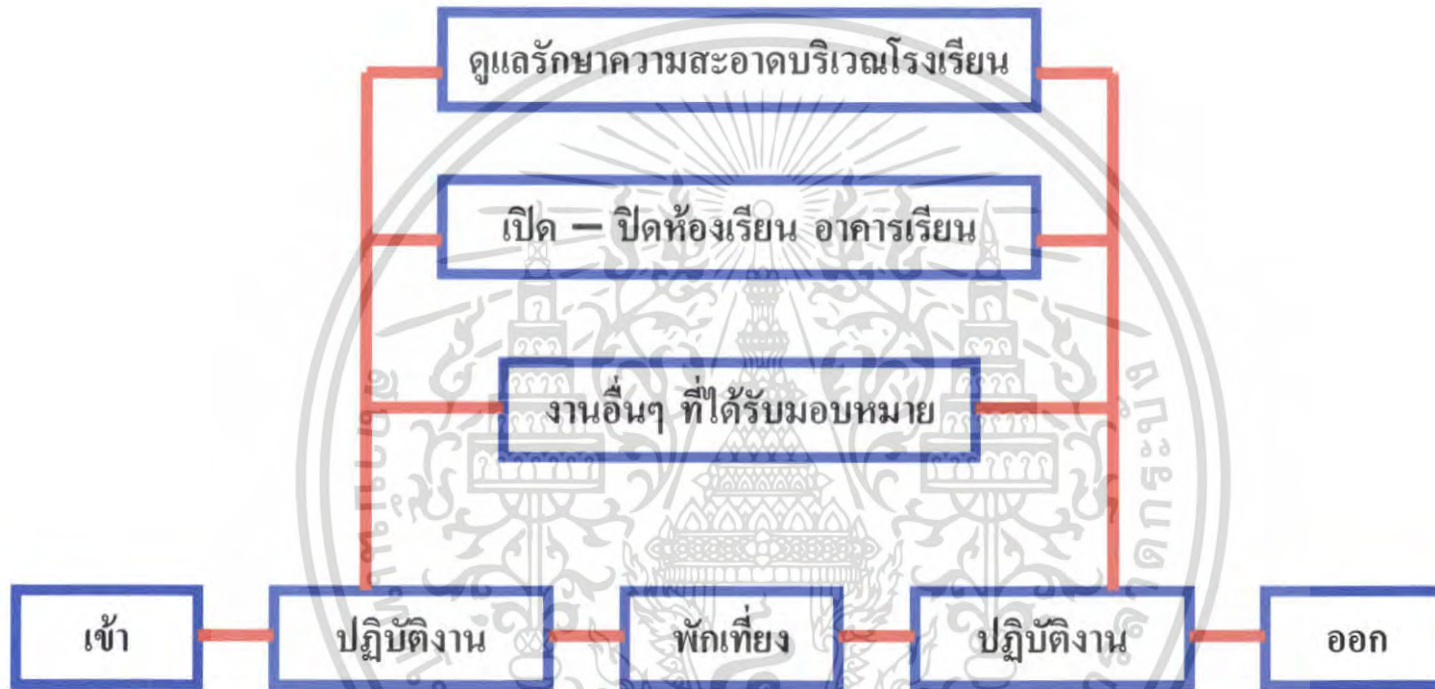 ดูแลรักษาความสะอาดบริเวณโรงเรียน
เปิด – ปิดห้องเรียน อาคารเรียน
งานอื่นๆ ที่ได้รับมอบหมาย
เข้า
ปฏิบัติงาน
พักเที่ยง
ปฏิบัติงาน
ออก